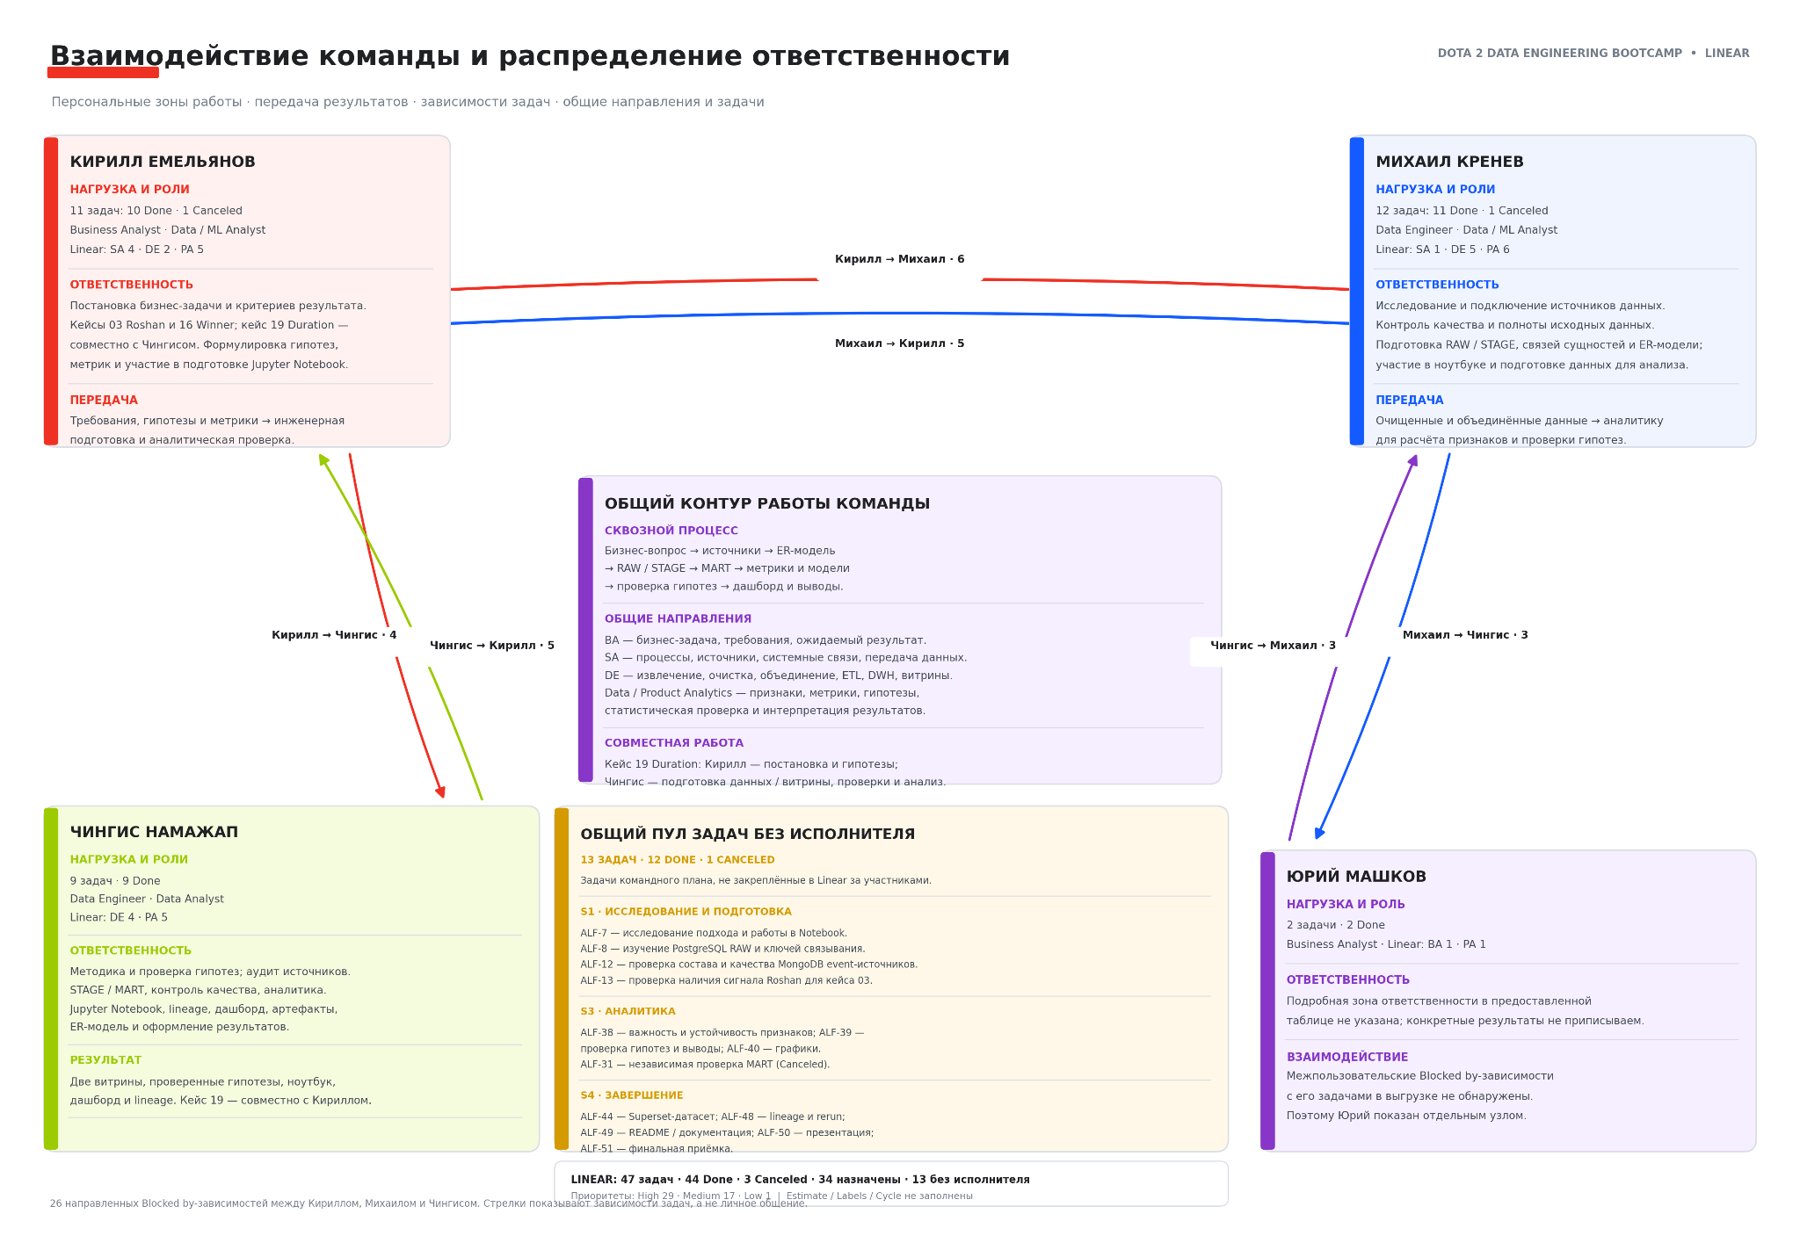 Взаимодействие команды и распределение ответственности
DOTA 2 DATA ENGINEERING BOOTCAMP • LINEAR
Персональные зоны работы · передача результатов · зависимости задач · общие направления и задачи
КИРИЛЛ ЕМЕЛЬЯНОВ
НАГРУЗКА И РОЛИ
11 задач: 10 Done · 1 Canceled
Business Analyst · Data / ML Analyst
Linear: SA 4 · DE 2 · PA 5
ОТВЕТСТВЕННОСТЬ
Постановка бизнес-задачи и критериев результата.
Кейсы 03 Roshan и 16 Winner; кейс 19 Duration —
совместно с Чингисом. Формулировка гипотез,
метрик и участие в подготовке Jupyter Notebook.
ПЕРЕДАЧА
Требования, гипотезы и метрики → инженерная
подготовка и аналитическая проверка.
Кирилл → Михаил · 6
Михаил → Кирилл · 5
МИХАИЛ КРЕНЕВ
НАГРУЗКА И РОЛИ
12 задач: 11 Done · 1 Canceled
Data Engineer · Data / ML Analyst
Linear: SA 1 · DE 5 · PA 6
ОТВЕТСТВЕННОСТЬ
Исследование и подключение источников данных.
Контроль качества и полноты исходных данных.
Подготовка RAW / STAGE, связей сущностей и ER-модели;
участие в ноутбуке и подготовке данных для анализа.
ПЕРЕДАЧА
Очищенные и объединённые данные → аналитику
для расчёта признаков и проверки гипотез.
ОБЩИЙ КОНТУР РАБОТЫ КОМАНДЫ
СКВОЗНОЙ ПРОЦЕСС
Бизнес-вопрос → источники → ER-модель
→ RAW / STAGE → MART → метрики и модели
→ проверка гипотез → дашборд и выводы.
ОБЩИЕ НАПРАВЛЕНИЯ
BA — бизнес-задача, требования, ожидаемый результат.
SA — процессы, источники, системные связи, передача данных.
DE — извлечение, очистка, объединение, ETL, DWH, витрины.
Data / Product Analytics — признаки, метрики, гипотезы,
статистическая проверка и интерпретация результатов.
СОВМЕСТНАЯ РАБОТА
Кейс 19 Duration: Кирилл — постановка и гипотезы;
Чингис — подготовка данных / витрины, проверки и анализ.
Кирилл → Чингис · 4
Чингис → Кирилл · 5
Чингис → Михаил · 3
Михаил → Чингис · 3
ЧИНГИС НАМАЖАП
НАГРУЗКА И РОЛИ
9 задач · 9 Done
Data Engineer · Data Analyst
Linear: DE 4 · PA 5
ОТВЕТСТВЕННОСТЬ
Методика и проверка гипотез; аудит источников.
STAGE / MART, контроль качества, аналитика.
Jupyter Notebook, lineage, дашборд, артефакты,
ER-модель и оформление результатов.
РЕЗУЛЬТАТ
Две витрины, проверенные гипотезы, ноутбук,
дашборд и lineage. Кейс 19 — совместно с Кириллом.
ОБЩИЙ ПУЛ ЗАДАЧ БЕЗ ИСПОЛНИТЕЛЯ
13 ЗАДАЧ · 12 DONE · 1 CANCELED
Задачи командного плана, не закреплённые в Linear за участниками.
S1 · ИССЛЕДОВАНИЕ И ПОДГОТОВКА
ALF-7 — исследование подхода и работы в Notebook.
ALF-8 — изучение PostgreSQL RAW и ключей связывания.
ALF-12 — проверка состава и качества MongoDB event-источников.
ALF-13 — проверка наличия сигнала Roshan для кейса 03.
S3 · АНАЛИТИКА
ALF-38 — важность и устойчивость признаков; ALF-39 —
проверка гипотез и выводы; ALF-40 — графики.
ALF-31 — независимая проверка MART (Canceled).
S4 · ЗАВЕРШЕНИЕ
ALF-44 — Superset-датасет; ALF-48 — lineage и rerun;
ALF-49 — README / документация; ALF-50 — презентация;
ALF-51 — финальная приёмка.
ЮРИЙ МАШКОВ
НАГРУЗКА И РОЛЬ
2 задачи · 2 Done
Business Analyst · Linear: BA 1 · PA 1
ОТВЕТСТВЕННОСТЬ
Подробная зона ответственности в предоставленной
таблице не указана; конкретные результаты не приписываем.
ВЗАИМОДЕЙСТВИЕ
Межпользовательские Blocked by-зависимости
с его задачами в выгрузке не обнаружены.
Поэтому Юрий показан отдельным узлом.
LINEAR: 47 задач · 44 Done · 3 Canceled · 34 назначены · 13 без исполнителя
Приоритеты: High 29 · Medium 17 · Low 1 | Estimate / Labels / Cycle не заполнены
26 направленных Blocked by-зависимостей между Кириллом, Михаилом и Чингисом. Стрелки показывают зависимости задач, а не личное общение.